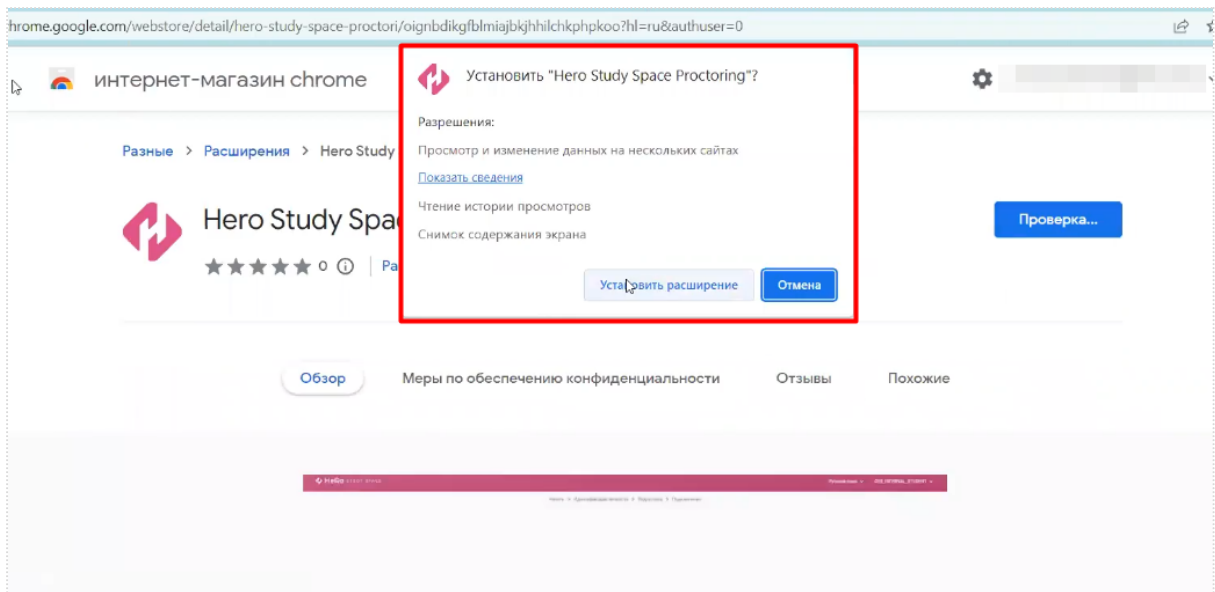 hrome.google.com/webstore/detail/hero-study-space-proctori/oignbdikgfblmiajbkjhhilchkphpkoo?hl=ru&authuser=0
интернет-магазин chrome
Установить "Hero Study Space Proctoring"?
Разрешения:
Просмотр и изменение данных на нескольких сайтах
Показать сведения
Чтение истории просмотров
Снимок содержания экрана
Установить расширение
Отмена
Разные > Расширения > Hero Study
Hero Study Spa
0
Ра
Проверка...
Обзор
Меры по обеспечению конфиденциальности
Отзывы
Похожие